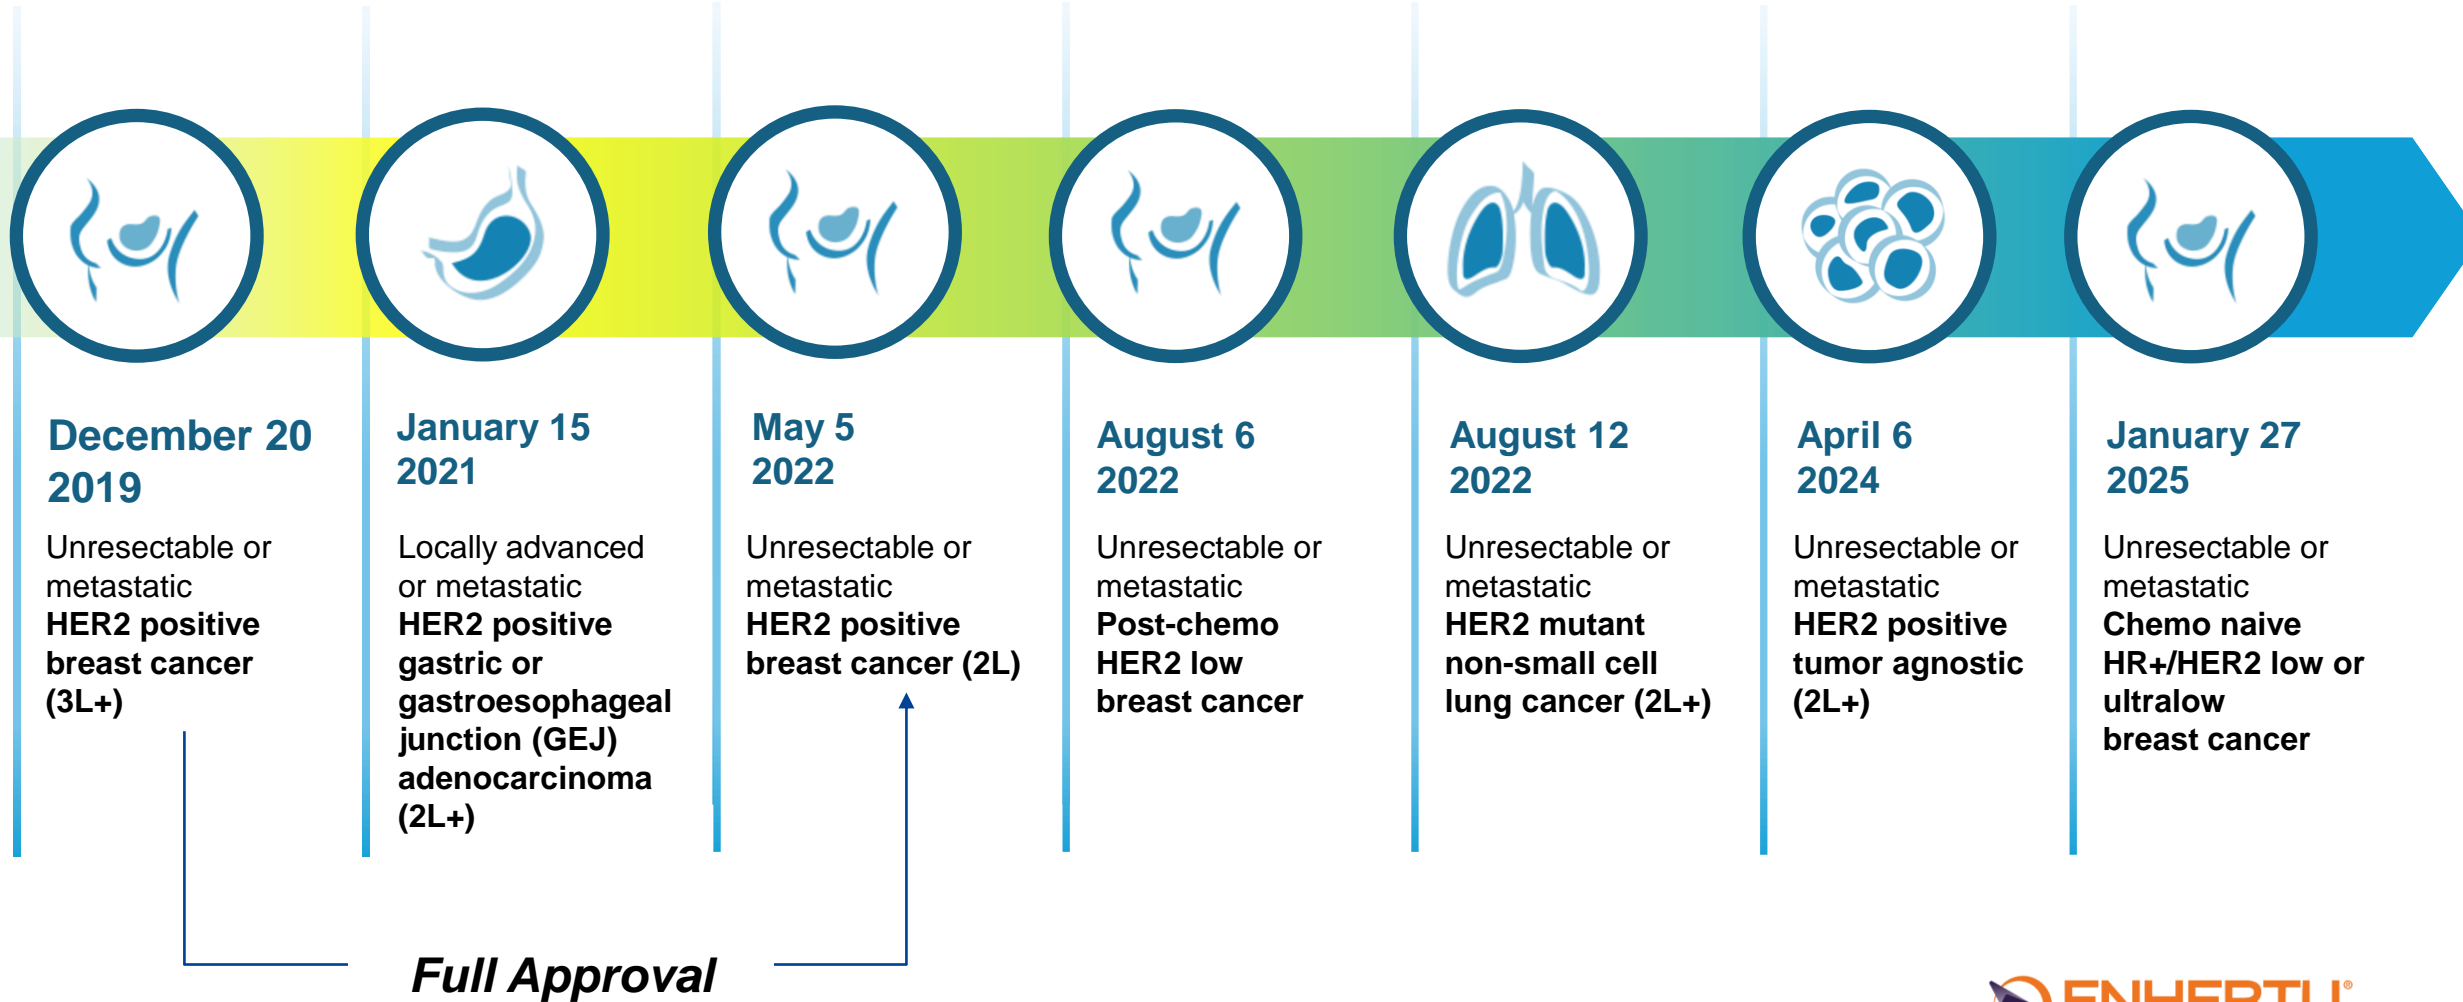 December 20
2019
Unresectable or
metastatic
HER2 positive
breast cancer
(3L+)
January 15
2021
Locally advanced
or metastatic
HER2 positive
gastric or
gastroesophageal
junction (GEJ)
adenocarcinoma
(2L+)
May 5
2022
Unresectable or
metastatic
HER2 positive
breast cancer (2L)
August 6
2022
Unresectable or
metastatic
Post-chemo
HER2 low
breast cancer
August 12
2022
Unresectable or
metastatic
HER2 mutant
non-small cell
lung cancer (2L+)
April 6
2024
Unresectable or
metastatic
HER2 positive
tumor agnostic
(2L+)
January 27
2025
Unresectable or
metastatic
Chemo naive
HR+/HER2 low or
ultralow
breast cancer
Full Approval
ENHERTU®